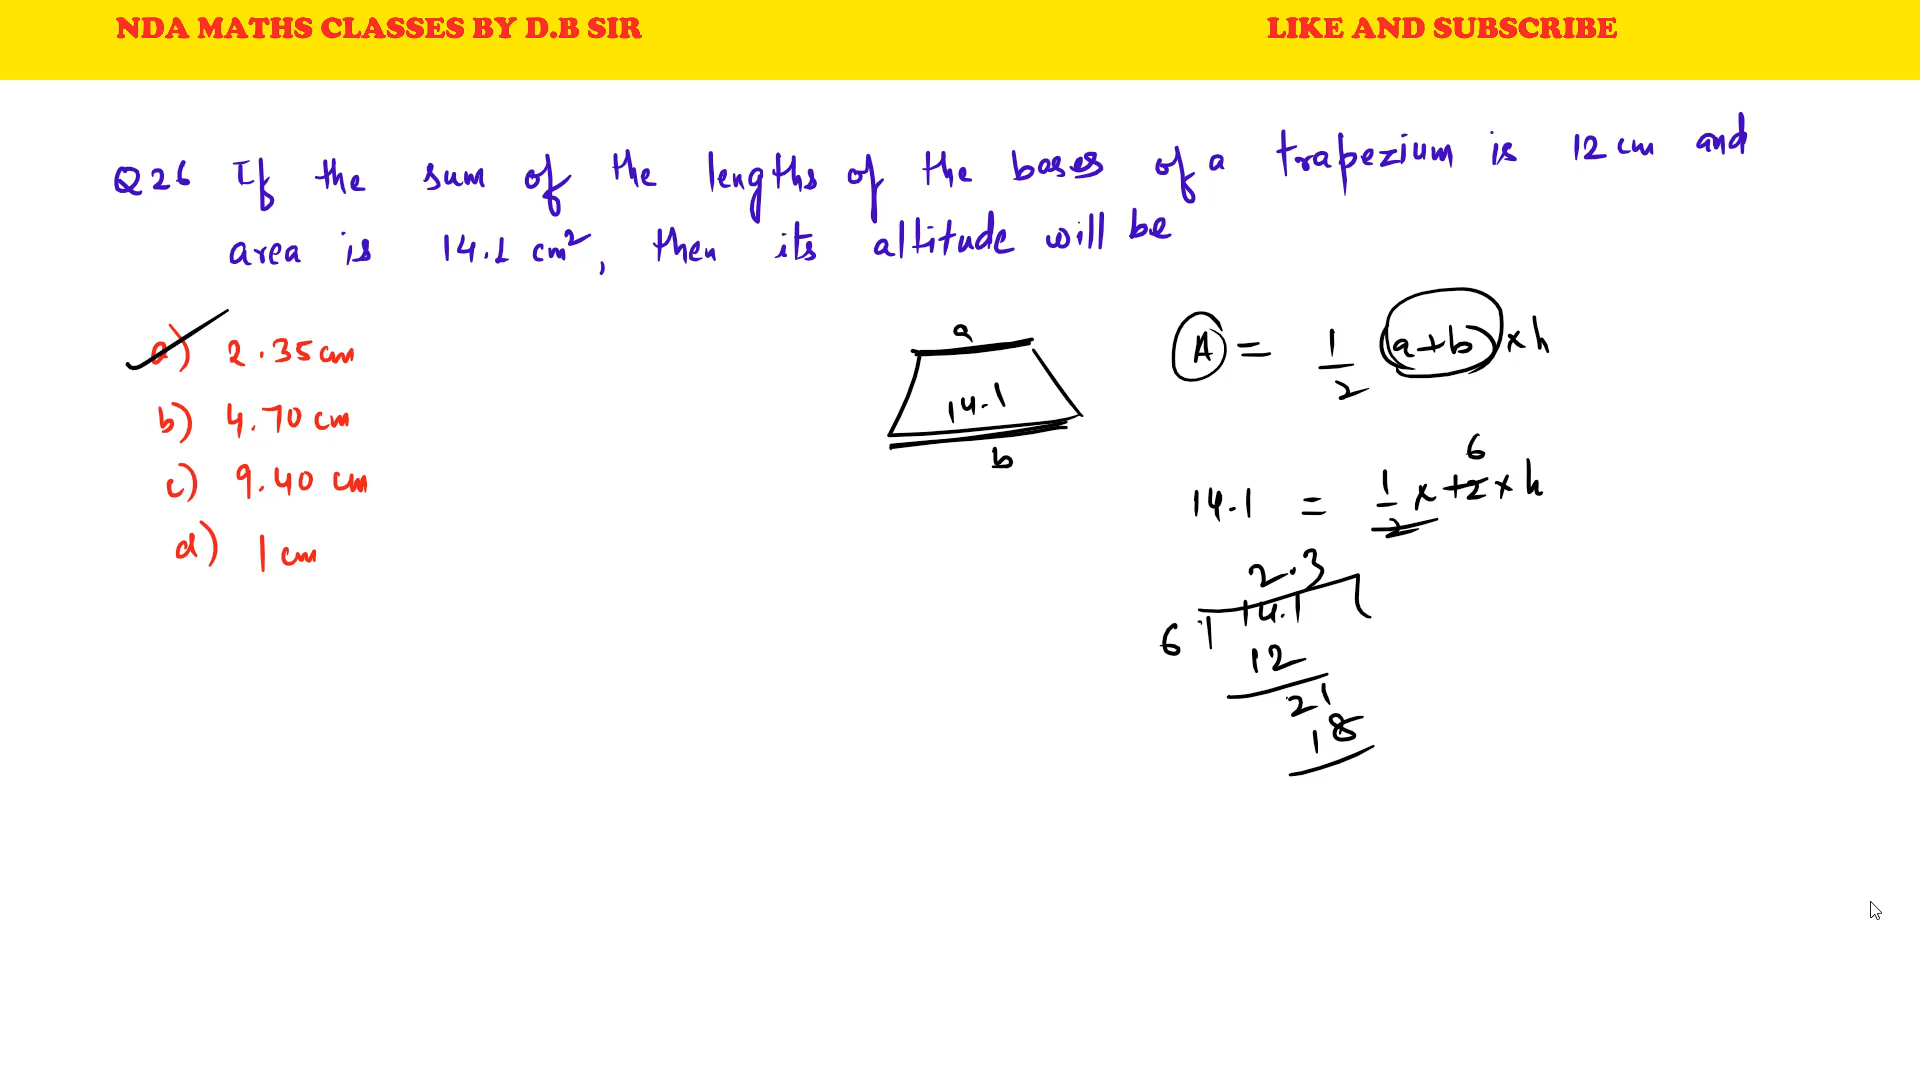 NDA MATHS CLASSES BY D.B SIR LIKE AND SUBSCRIBE
Q26 If the sum of the lengths of the bases of a trapezium is 12 cm and
area is 14.1 cm², then its altitude will be
a) 2.35 cm
b) 4.70 cm
c) 9.40 cm
d) 1 cm
a
14.1
b
A = 1/2 (a+b) × h
6
14.1 = 1/2 × 12 × h
2.3
6 14.1
12
21
18